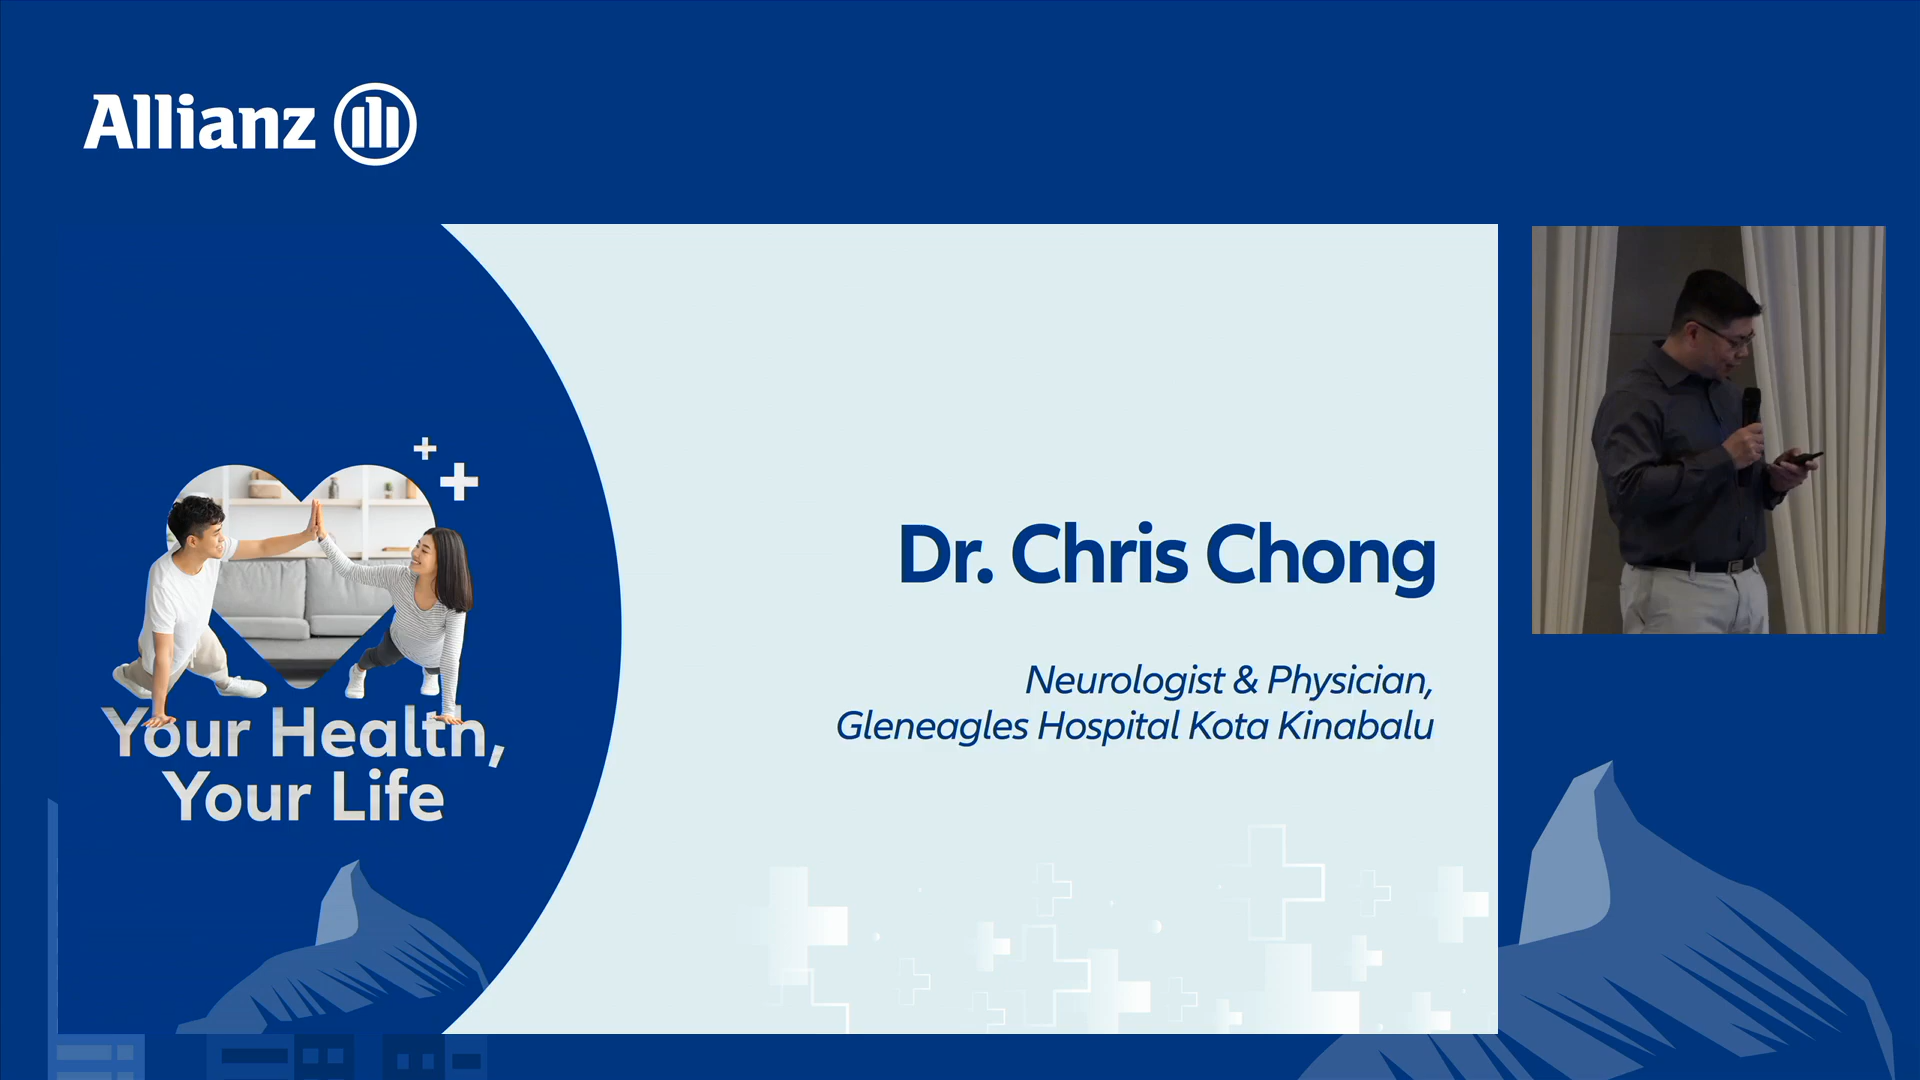 Allianz
Your Health,
Your Life
Dr. Chris Chong
Neurologist & Physician,
Gleneagles Hospital Kota Kinabalu